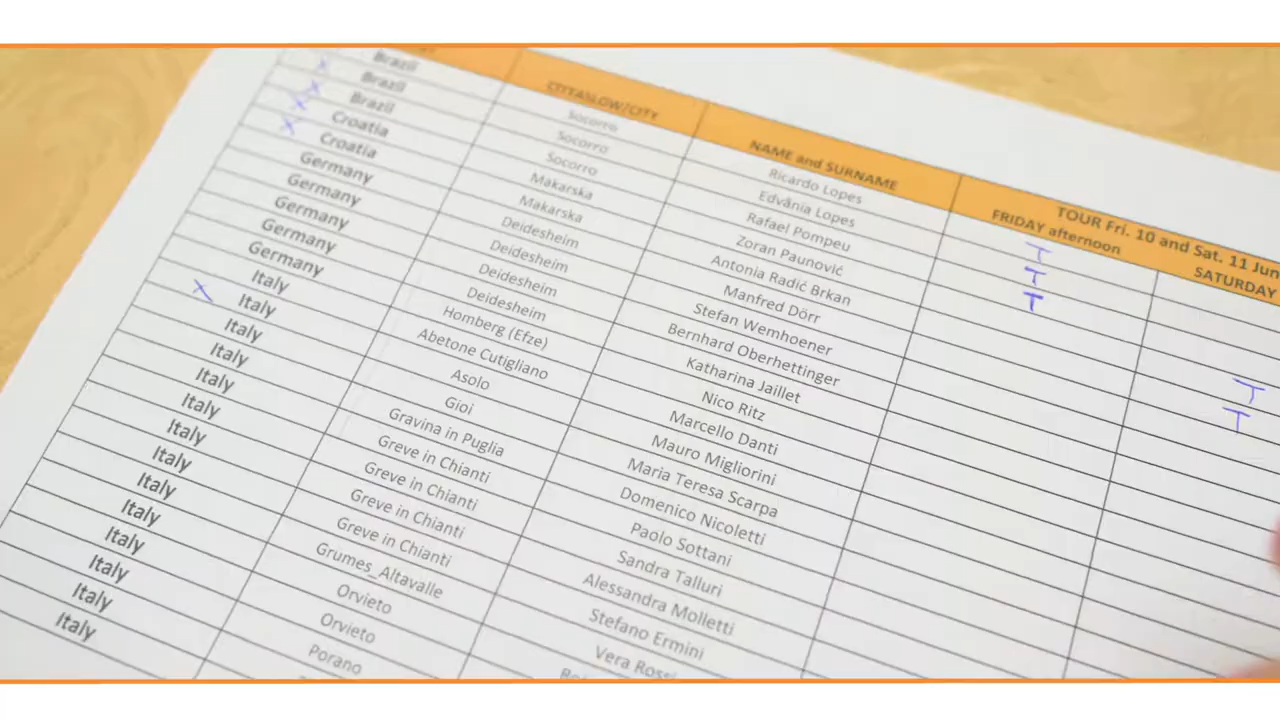 CITTASLOW/CITY NAME and SURNAME TOUR Fri. 10 and Sat. 11 Jun
FRIDAY afternoon SATURDAY
Brazil Socorro Ricardo Lopes T
X Brazil Socorro Edvânia Lopes T
X Brazil Socorro Rafael Pompeu T
X Croatia Makarska Zoran Paunović T
X Croatia Makarska Antonia Radić Brkan T
Germany Deidesheim Manfred Dörr
Germany Deidesheim Stefan Wemhoener
Germany Deidesheim Bernhard Oberhettinger
Germany Deidesheim Katharina Jaillet
Germany Homberg (Efze) Nico Ritz
Italy Abetone Cutigliano Marcello Danti
X Italy Asolo Mauro Migliorini
Italy Gioi Maria Teresa Scarpa
Italy Gravina in Puglia Domenico Nicoletti
Italy Greve in Chianti Paolo Sottani
Italy Greve in Chianti Sandra Talluri
Italy Greve in Chianti Alessandra Molletti
Italy Greve in Chianti Stefano Ermini
Italy Grumes_Altavalle Vera Rossi
Italy Orvieto
Italy Orvieto
Italy Porano
Italy
Italy